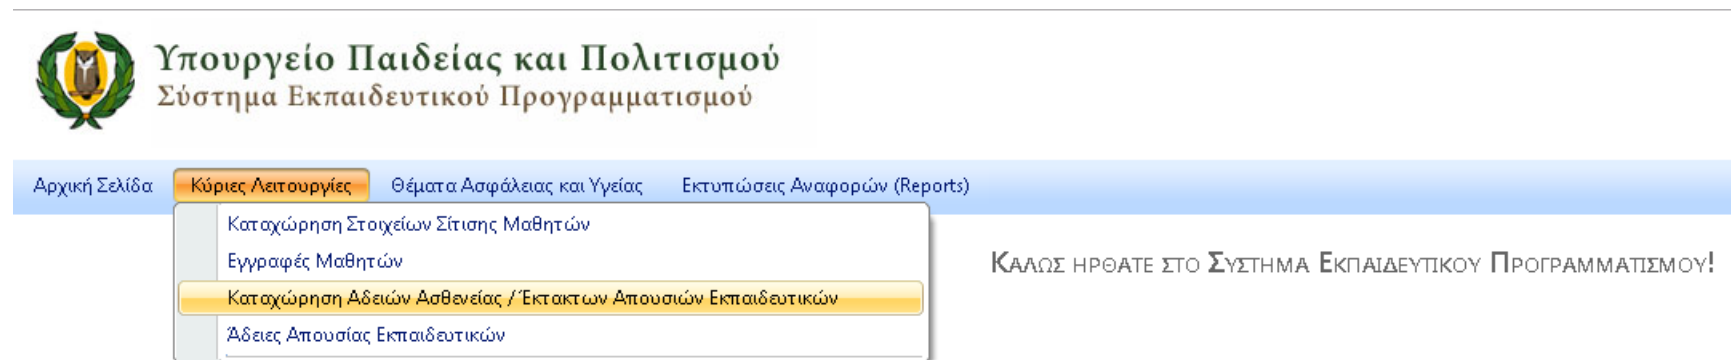 Υπουργείο Παιδείας και Πολιτισμού
Σύστημα Εκπαιδευτικού Προγραμματισμού
Αρχική Σελίδα Κύριες Λειτουργίες Θέματα Ασφάλειας και Υγείας Εκτυπώσεις Αναφορών (Reports)
Καταχώρηση Στοιχείων Σίτισης Μαθητών
Εγγραφές Μαθητών
Καλως ηρθατε στο Συστημα Εκπαιδευτικου Προγραμματισμου!
Καταχώρηση Αδειών Ασθενείας / Έκτακτων Απουσιών Εκπαιδευτικών
Άδειες Απουσίας Εκπαιδευτικών